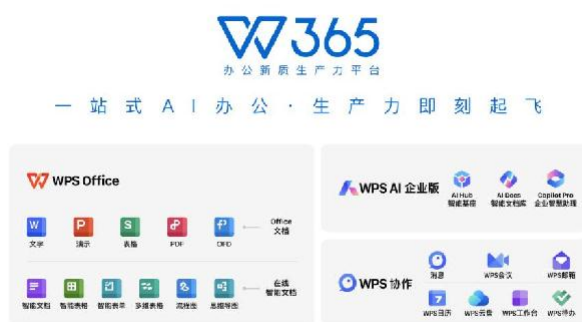 W365
办公新质生产力平台
一站式AI办公·生产力即刻起飞
WPS Office
文字 演示 表格 PDF OFD
Office 文档
智能文档 智能表格 智能表单 多维表格 流程图 思维导图
在线 智能文档
WPS AI 企业版
AI Hub 智能基座
AI Docs 智能文档库
Copilot Pro 企业智慧助理
WPS 协作
消息 WPS会议 WPS邮箱
WPS日历 WPS云盘 WPS工作台 WPS待办